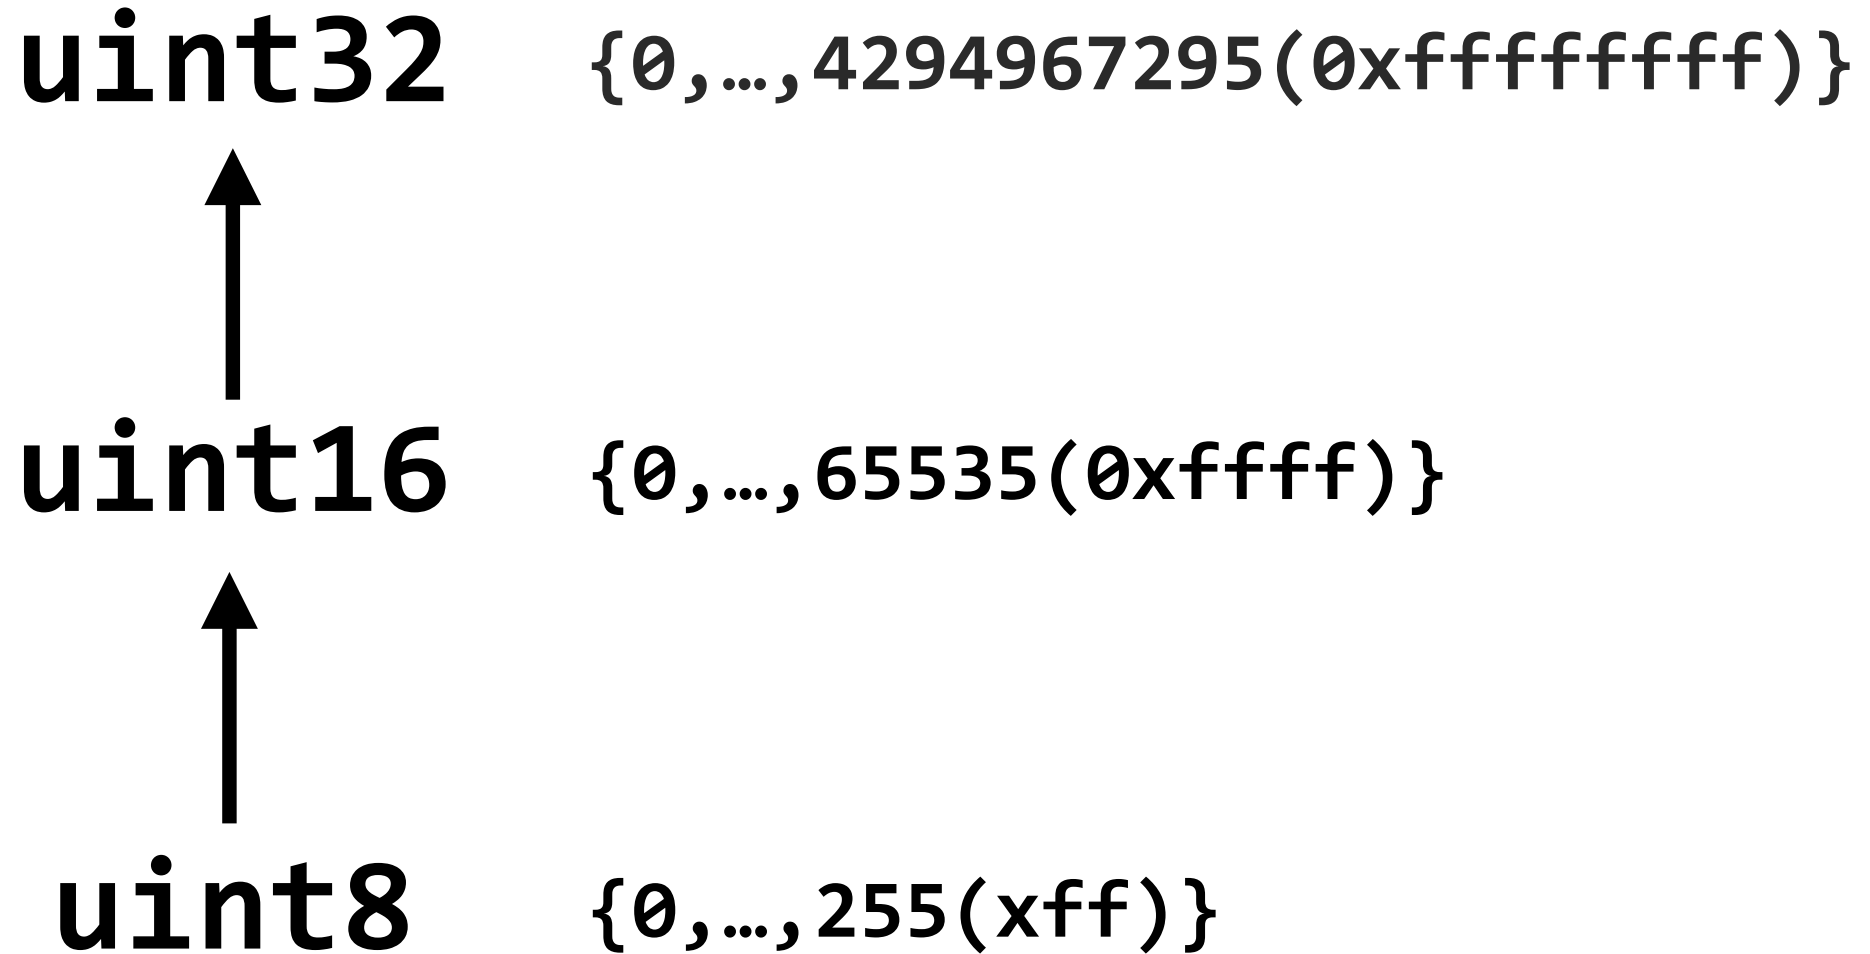 uint32 {0,…,4294967295(0xffffffff)}
uint16 {0,…,65535(0xffff)}
uint8 {0,…,255(xff)}